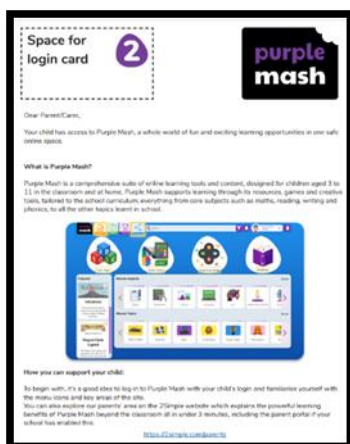 Space for
login card
2
purple
mash
Dear Parent/Carer,
Your child has access to Purple Mash, a whole world of fun and exciting learning opportunities in one safe
online space.
What is Purple Mash?
Purple Mash is a comprehensive suite of online learning tools and content, designed for children aged 3 to
11 in the classroom and at home. Purple Mash supports learning through its resources, games and creative
tools, tailored to the school curriculum; everything from core subjects such as maths, reading, writing and
phonics, to all the other topics learnt in school.
mash
How you can support your child:
To begin with, it's a good idea to log in to Purple Mash with your child's login and familiarise yourself with
the menu icons and key areas of the site.
You can also explore our parents' area on the 2Simple website which explains the powerful learning
benefits of Purple Mash beyond the classroom all in under 3 minutes, including the parent portal if your
school has enabled this.
https://2simple.com/parents